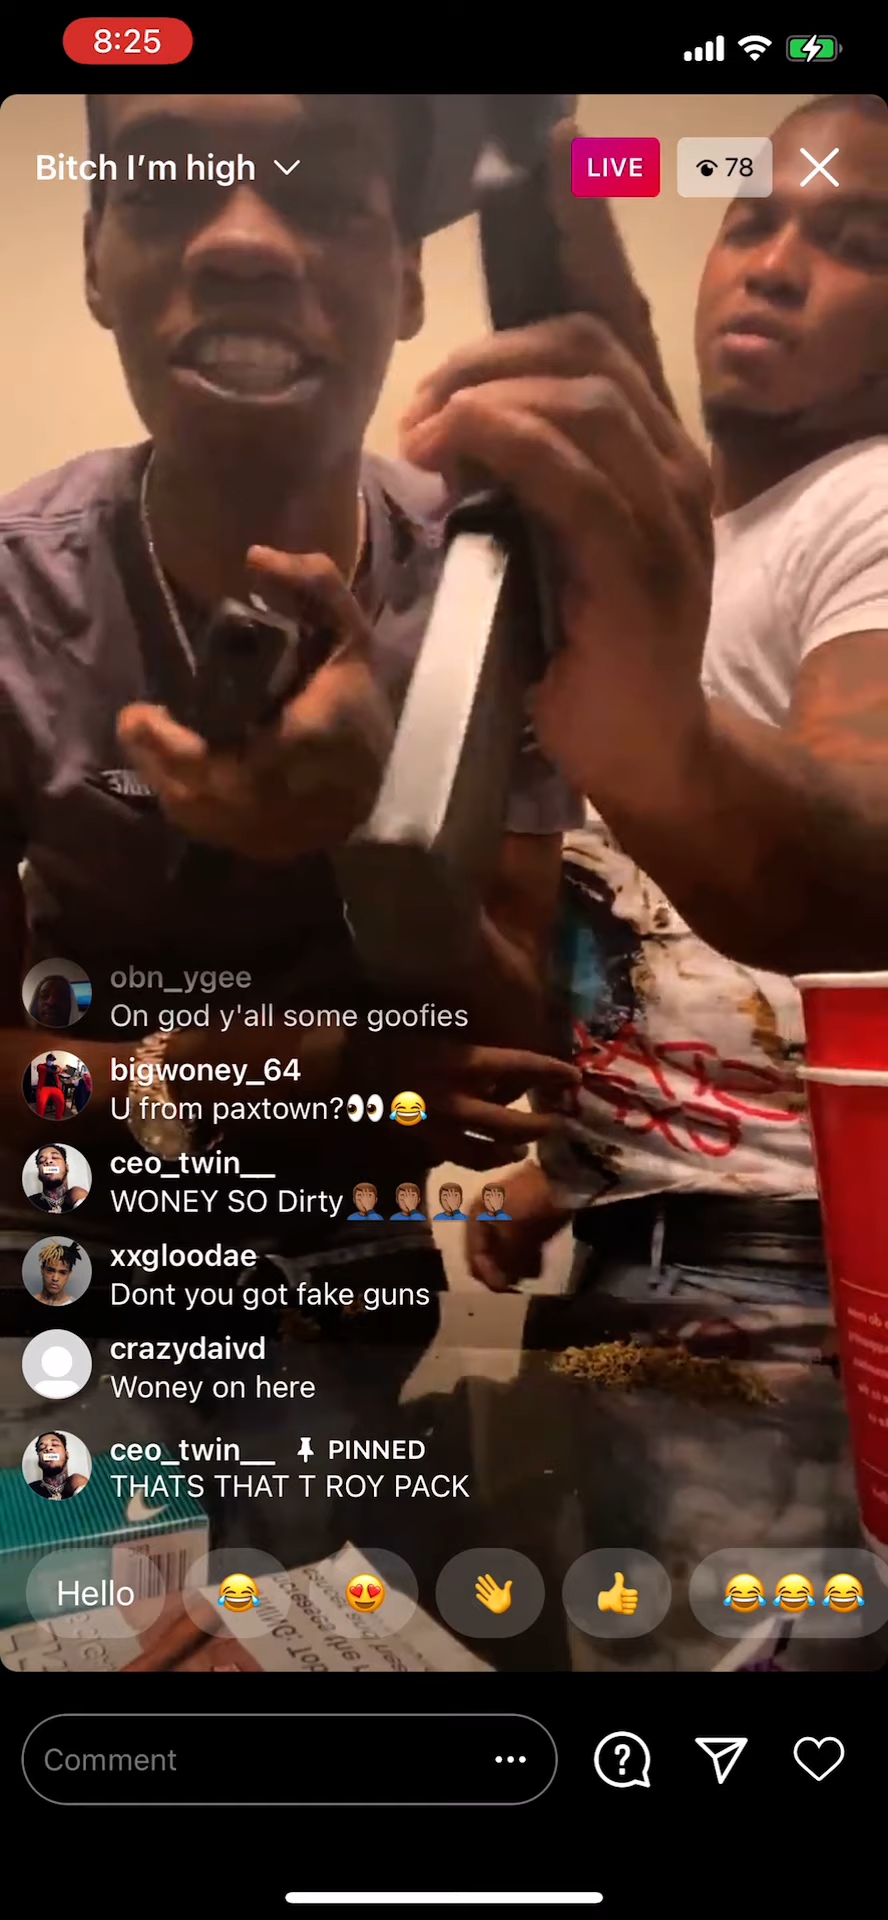 8:25
Bitch I'm high
LIVE
78
obn_ygee
On god y'all some goofies
bigwoney_64
U from paxtown?👀😂
ceo_twin__
WONEY SO Dirty🤦🏽‍♂️🤦🏽‍♂️🤦🏽‍♂️🤦🏽‍♂️
xxgloodae
Dont you got fake guns
crazydaivd
Woney on here
ceo_twin__ PINNED
THATS THAT T ROY PACK
Hello 😂 😍 👋 👍 😂😂😂
Comment